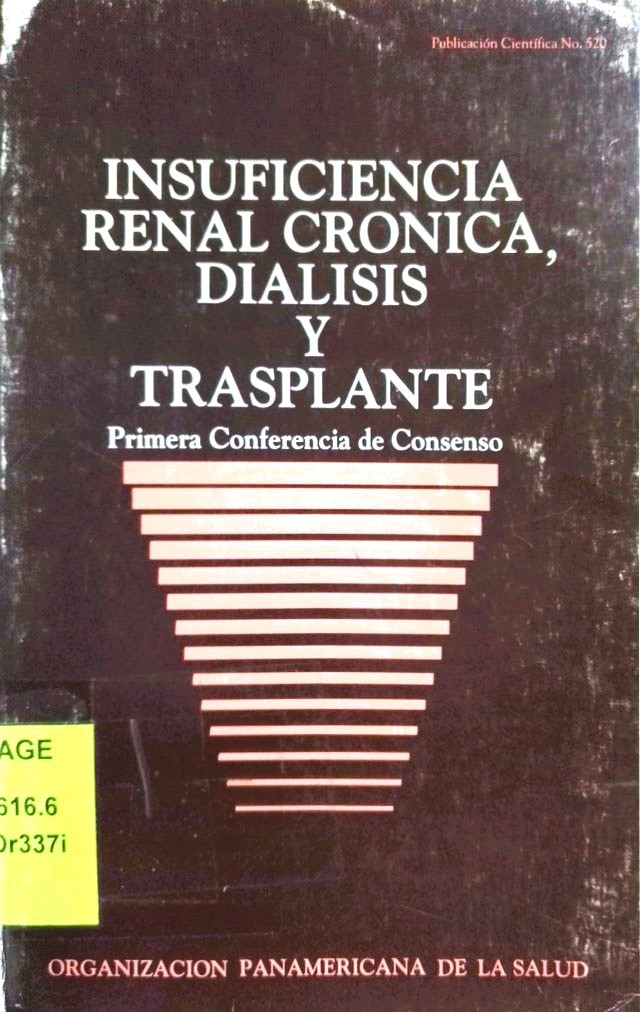 Publicación Científica No. 520
INSUFICIENCIA
RENAL CRONICA,
DIALISIS
Y
TRASPLANTE
Primera Conferencia de Consenso
AGE
616.6
Or337i
ORGANIZACION PANAMERICANA DE LA SALUD